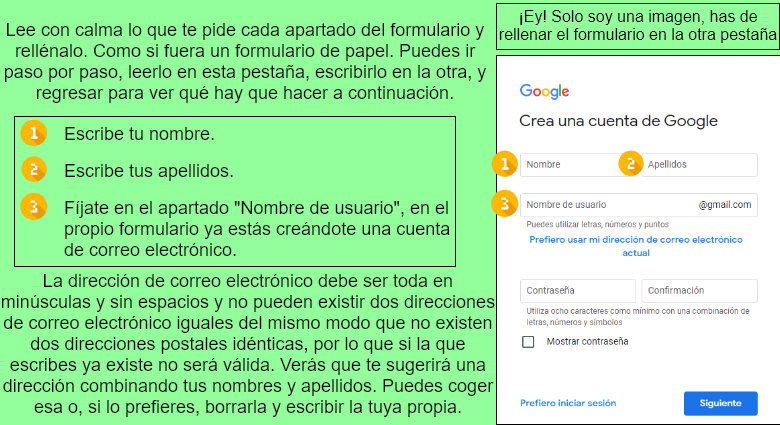 Lee con calma lo que te pide cada apartado del formulario y
rellénalo. Como si fuera un formulario de papel. Puedes ir
paso por paso, leerlo en esta pestaña, escribirlo en la otra, y
regresar para ver qué hay que hacer a continuación.
1 Escribe tu nombre.
2 Escribe tus apellidos.
3 Fíjate en el apartado "Nombre de usuario", en el
propio formulario ya estás creándote una cuenta
de correo electrónico.
La dirección de correo electrónico debe ser toda en
minúsculas y sin espacios y no pueden existir dos direcciones
de correo electrónico iguales del mismo modo que no existen
dos direcciones postales idénticas, por lo que si la que
escribes ya existe no será válida. Verás que te sugerirá una
dirección combinando tus nombres y apellidos. Puedes coger
esa o, si lo prefieres, borrarla y escribir la tuya propia.
¡Ey! Solo soy una imagen, has de
rellenar el formulario en la otra pestaña
Google
Crea una cuenta de Google
1 Nombre 2 Apellidos
3 Nombre de usuario @gmail.com
Puedes utilizar letras, números y puntos
Prefiero usar mi dirección de correo electrónico
actual
Contraseña Confirmación
Utiliza ocho caracteres como mínimo con una combinación de
letras, números y símbolos
Mostrar contraseña
Prefiero iniciar sesión Siguiente